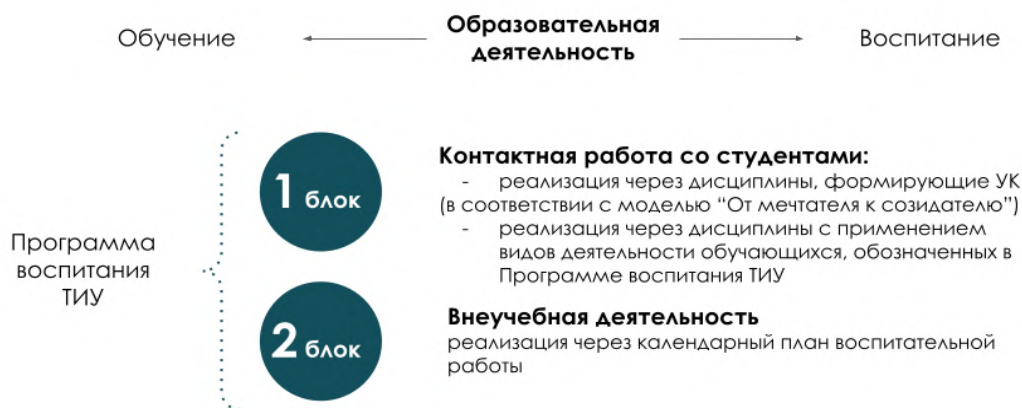 Обучение
Образовательная
деятельность
Воспитание
Программа
воспитания
ТИУ
1 блок
Контактная работа со студентами:
- реализация через дисциплины, формирующие УК
(в соответствии с моделью “От мечтателя к созидателю”)
- реализация через дисциплины с применением
видов деятельности обучающихся, обозначенных в
Программе воспитания ТИУ
2 блок
Внеучебная деятельность
реализация через календарный план воспитательной
работы